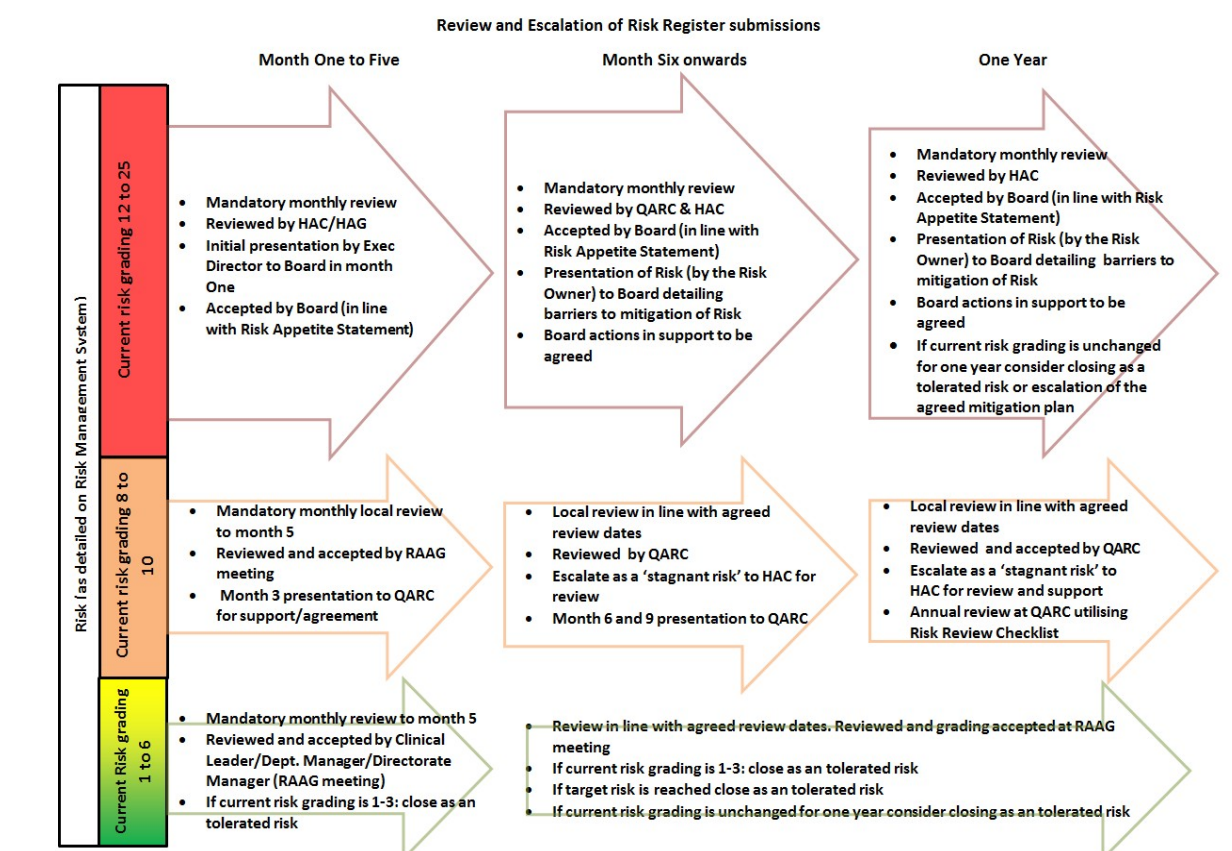 Review and Escalation of Risk Register submissions
Month One to Five
Month Six onwards
One Year
Risk (as detailed on Risk Management System)
Current risk grading 12 to 25
• Mandatory monthly review
• Reviewed by HAC/HAG
• Initial presentation by Exec
Director to Board in month
One
• Accepted by Board (in line
with Risk Appetite Statement)
• Mandatory monthly review
• Reviewed by QARC & HAC
• Accepted by Board (in line with
Risk Appetite Statement)
• Presentation of Risk (by the Risk
Owner) to Board detailing
barriers to mitigation of Risk
• Board actions in support to be
agreed
• Mandatory monthly review
• Reviewed by HAC
• Accepted by Board (in line with Risk
Appetite Statement)
• Presentation of Risk (by the Risk
Owner) to Board detailing barriers to
mitigation of Risk
• Board actions in support to be
agreed
• If current risk grading is unchanged
for one year consider closing as a
tolerated risk or escalation of the
agreed mitigation plan
Current risk grading 8 to
10
• Mandatory monthly local review
to month 5
• Reviewed and accepted by RAAG
meeting
• Month 3 presentation to QARC
for support/agreement
• Local review in line with agreed
review dates
• Reviewed by QARC
• Escalate as a ‘stagnant risk’ to HAC for
review
• Month 6 and 9 presentation to QARC
• Local review in line with agreed
review dates
• Reviewed and accepted by QARC
• Escalate as a ‘stagnant risk’ to
HAC for review and support
• Annual review at QARC utilising
Risk Review Checklist
Current Risk grading
1 to 6
• Mandatory monthly review to month 5
• Reviewed and accepted by Clinical
Leader/Dept. Manager/Directorate
Manager (RAAG meeting)
• If current risk grading is 1-3: close as an
tolerated risk
• Review in line with agreed review dates. Reviewed and grading accepted at RAAG
meeting
• If current risk grading is 1-3: close as an tolerated risk
• If target risk is reached close as an tolerated risk
• If current risk grading is unchanged for one year consider closing as an tolerated risk